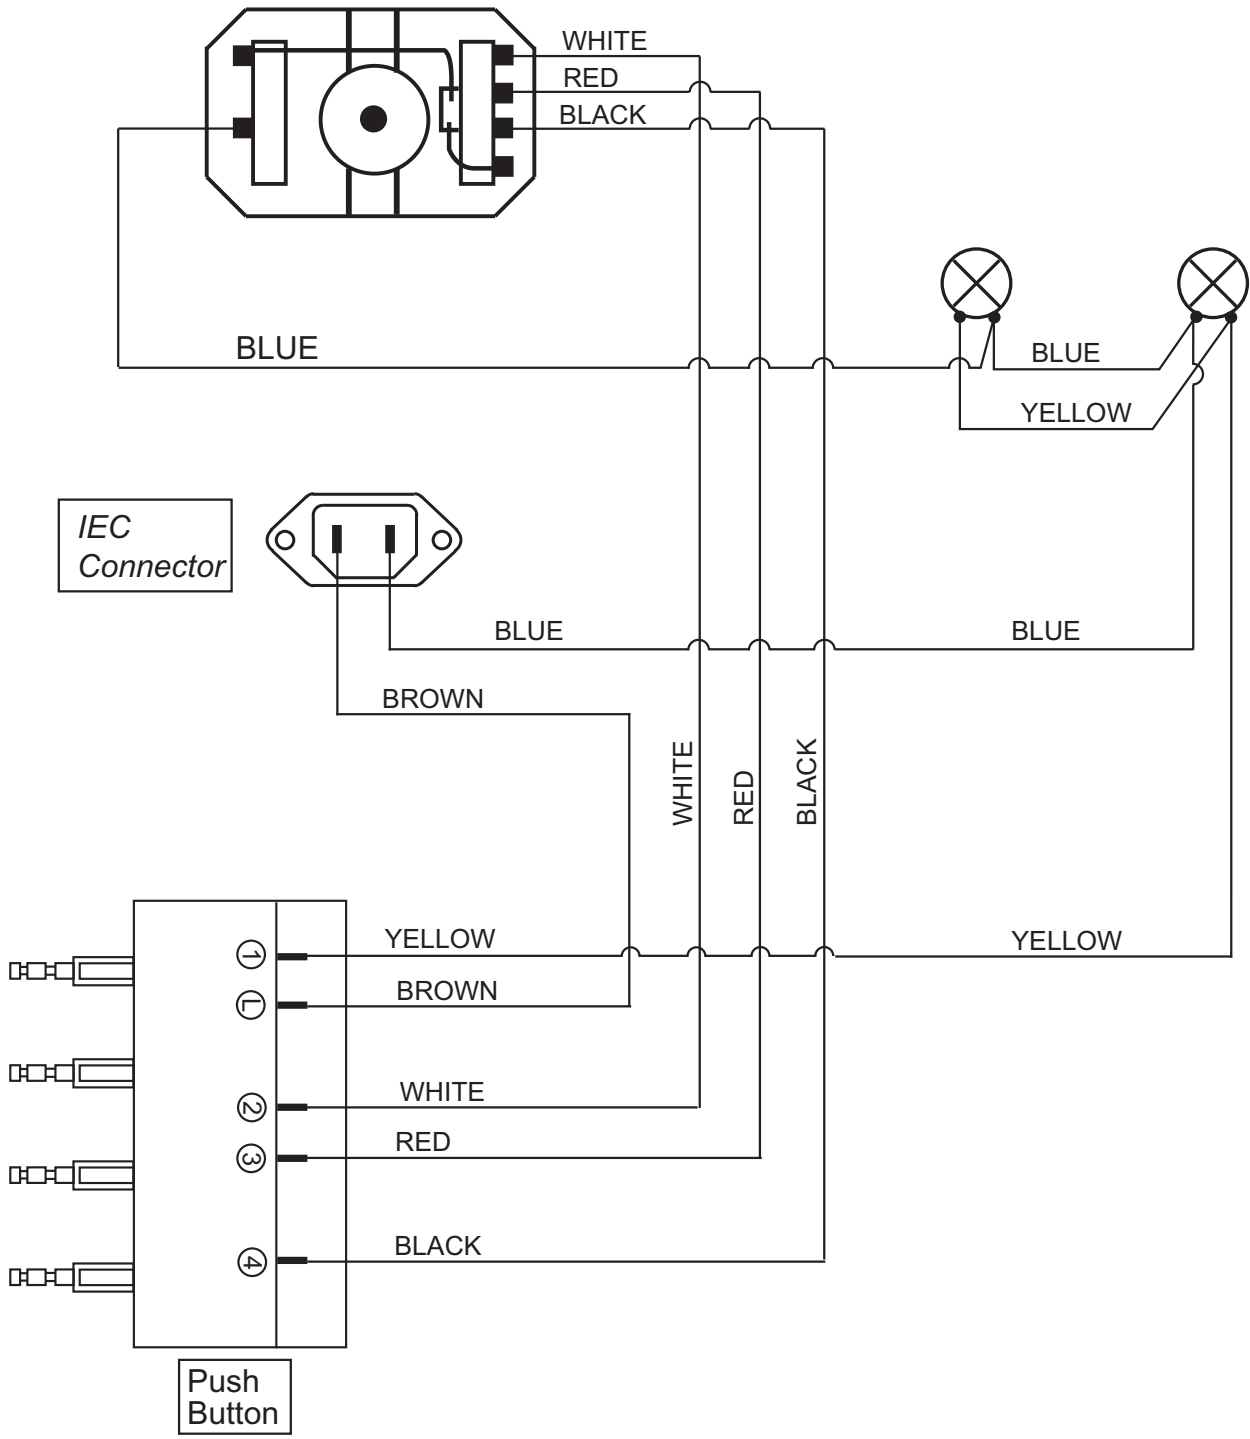 WHITE
RED
BLACK
BLUE
BLUE
YELLOW
IEC
Connector
BLUE
BLUE
BROWN
WHITE
RED
BLACK
YELLOW
YELLOW
1
BROWN
L
WHITE
2
RED
3
BLACK
4
Push
Button